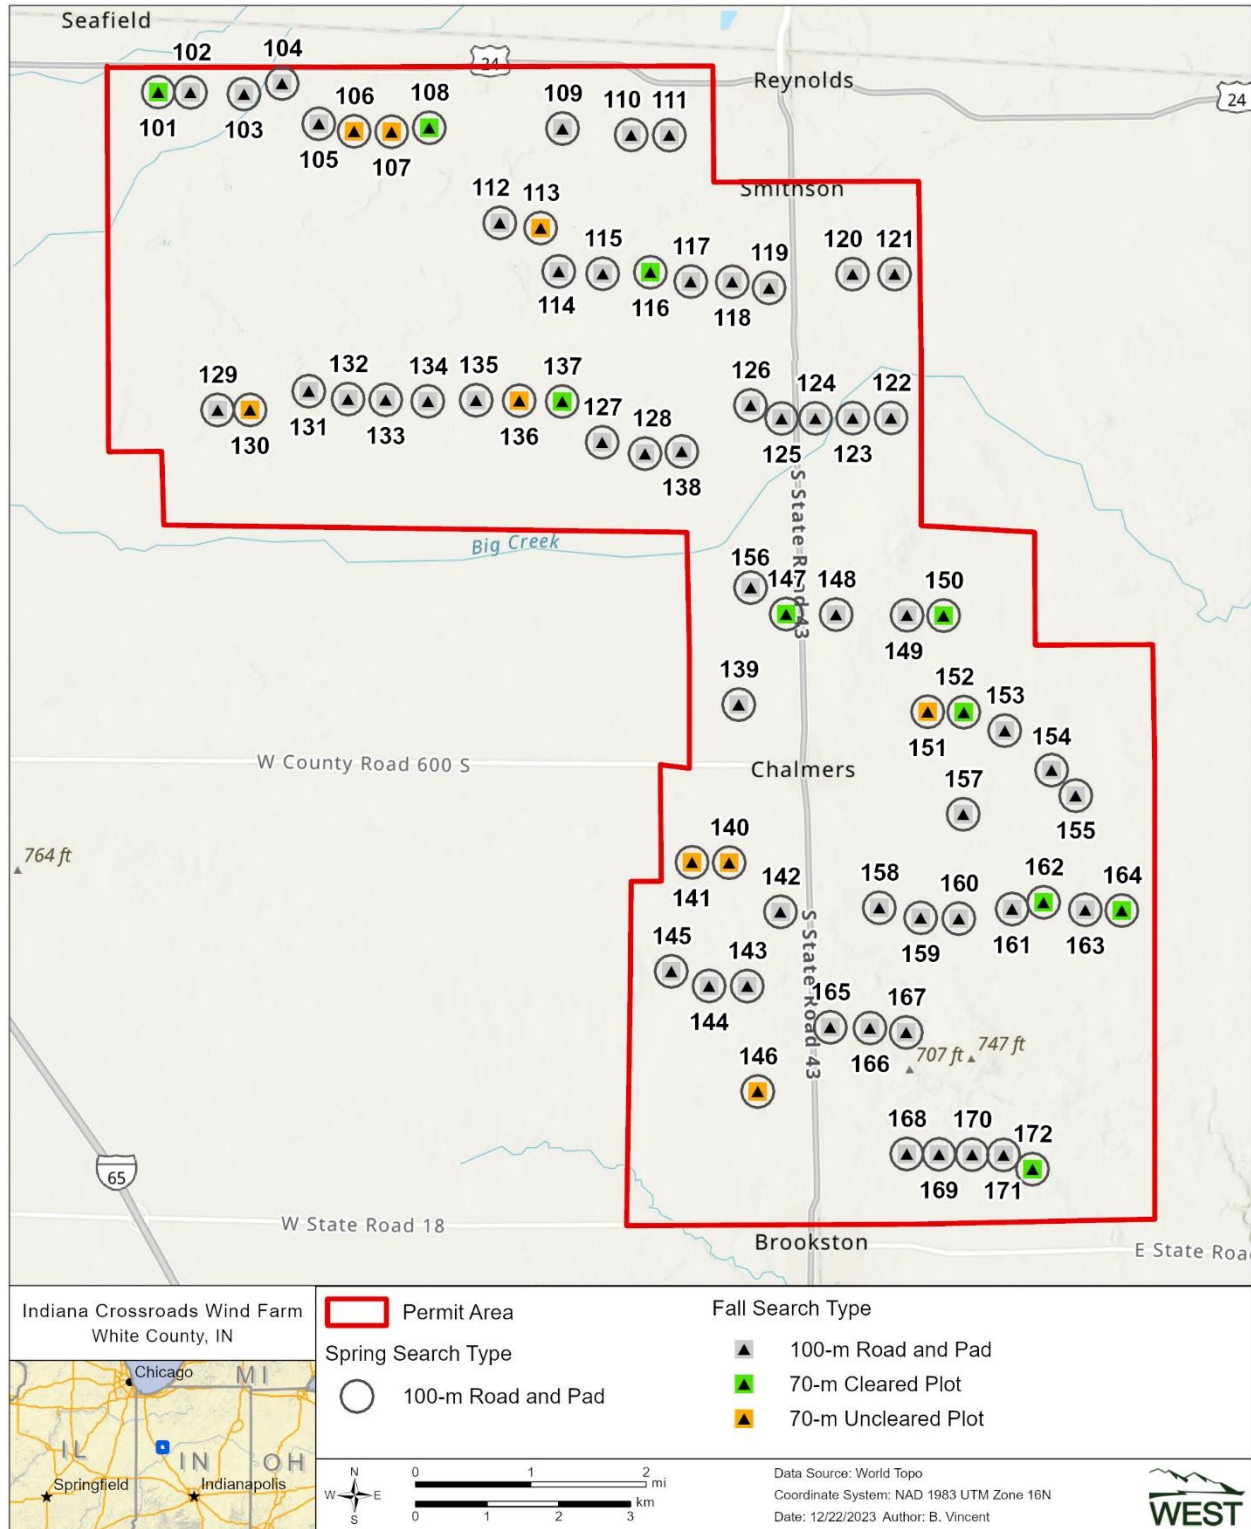 Seafield
102
104
24
Reynolds
24
101
103
106
108
109
110
111
105
107
112
113
Smithson
115
117
119
120
121
114
116
118
129
132
134
135
137
126
124
122
127
128
130
131
133
136
125
123
138
S State Road 43
Big Creek
156
147
148
150
149
139
152
153
151
154
W County Road 600 S
Chalmers
157
155
764 ft
140
141
142
158
160
162
164
159
161
163
145
143
144
S State Road 43
165
167
166
707 ft
747 ft
146
168
170
172
169
171
65
W State Road 18
Brookston
E State Roa
Indiana Crossroads Wind Farm
White County, IN
Chicago
MI
IL
IN
OH
Springfield
Indianapolis
Permit Area
Spring Search Type
100-m Road and Pad
Fall Search Type
100-m Road and Pad
70-m Cleared Plot
70-m Uncleared Plot
N
W
E
S
0 1 2
mi
km
0 1 2 3
Data Source: World Topo
Coordinate System: NAD 1983 UTM Zone 16N
Date: 12/22/2023 Author: B. Vincent
WEST